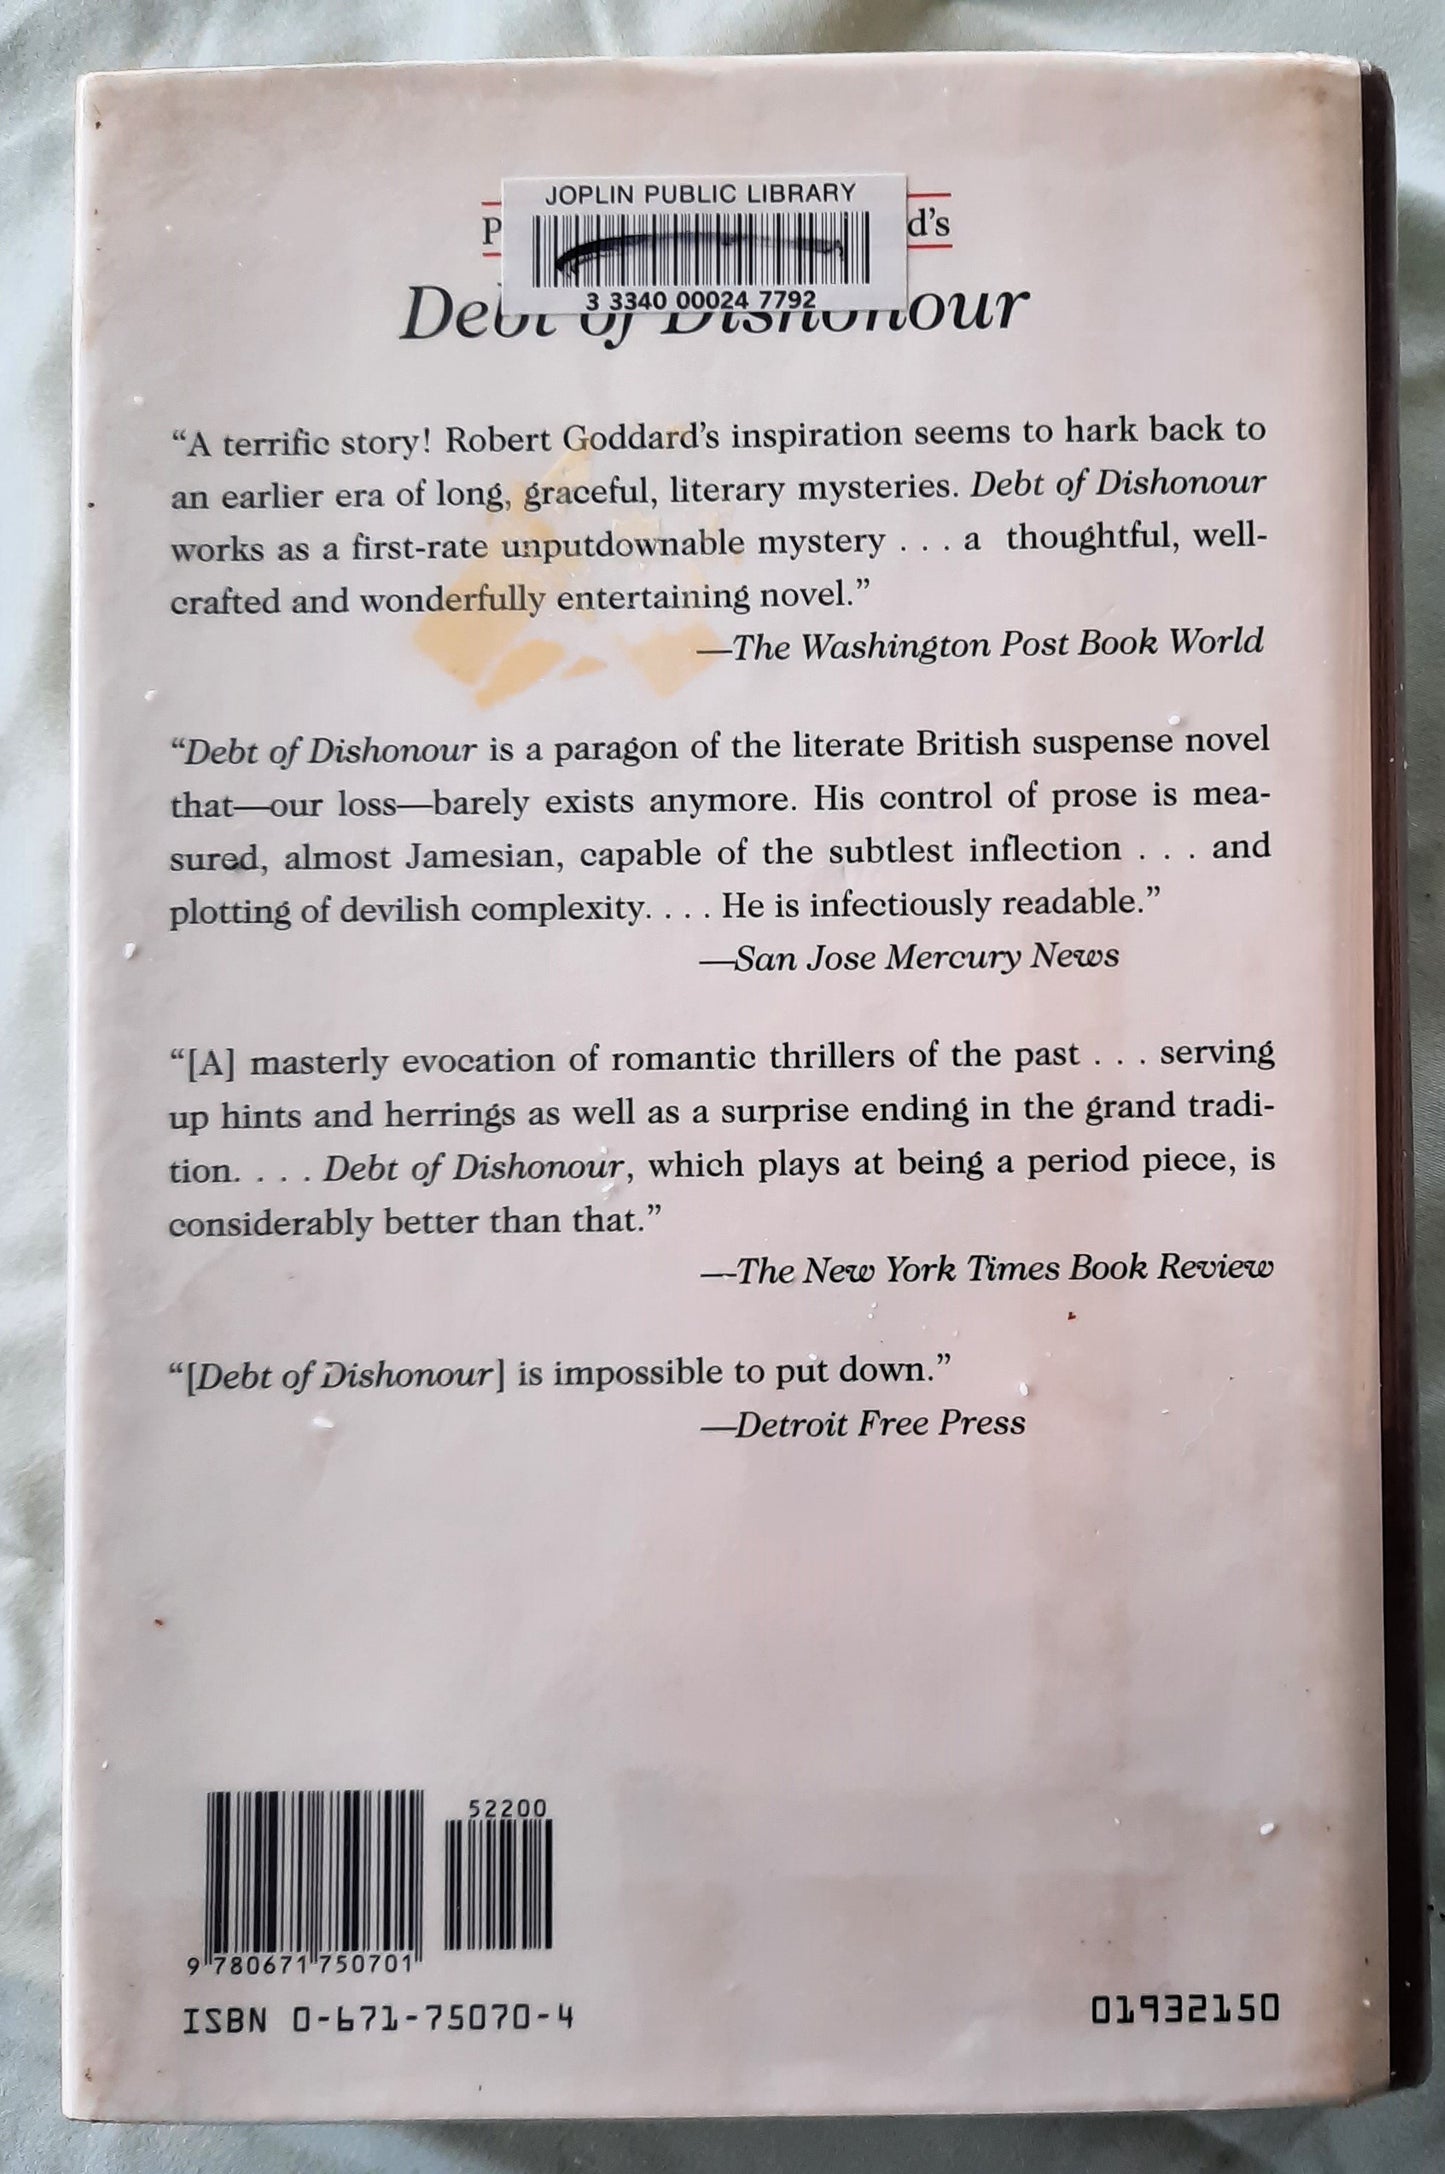 JOPLIN PUBLIC LIBRARY
P d's
3 3340 00024 7792
Debt of Dishonour
“A terrific story! Robert Goddard’s inspiration seems to hark back to
an earlier era of long, graceful, literary mysteries. Debt of Dishonour
works as a first-rate unputdownable mystery . . . a thoughtful, well-
crafted and wonderfully entertaining novel.”
—The Washington Post Book World
“Debt of Dishonour is a paragon of the literate British suspense novel
that—our loss—barely exists anymore. His control of prose is mea-
sured, almost Jamesian, capable of the subtlest inflection . . . and
plotting of devilish complexity. . . . He is infectiously readable.”
—San Jose Mercury News
“[A] masterly evocation of romantic thrillers of the past . . . serving
up hints and herrings as well as a surprise ending in the grand tradi-
tion. . . . Debt of Dishonour, which plays at being a period piece, is
considerably better than that.”
—The New York Times Book Review
“[Debt of Dishonour] is impossible to put down.”
—Detroit Free Press
52200
9 780671 750701
ISBN 0-671-75070-4
01932150